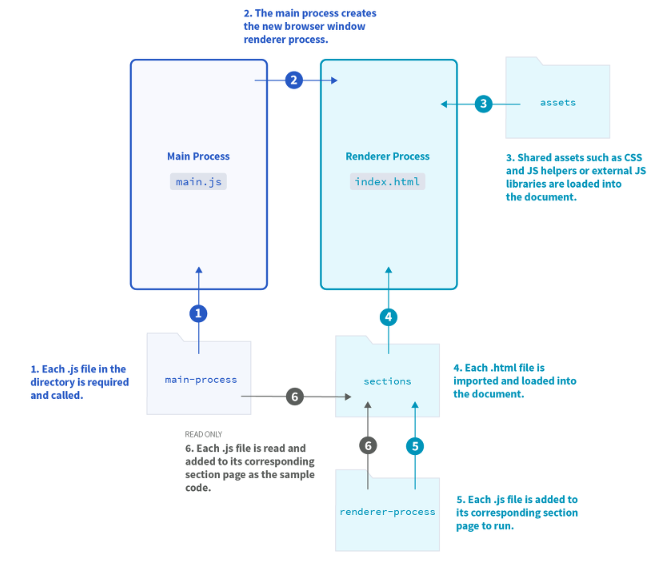 2. The main process creates
the new browser window
renderer process.
2
3
assets
Main Process
main.js
Renderer Process
index.html
3. Shared assets such as CSS
and JS helpers or external JS
libraries are loaded into
the document.
1
4
1. Each .js file in the
directory is required
and called.
main-process
sections
4. Each .html file is
imported and loaded into
the document.
6
READ ONLY
6. Each .js file is read and
added to its corresponding
section page as the sample
code.
6
5
renderer-process
5. Each .js file is added to
its corresponding section
page to run.